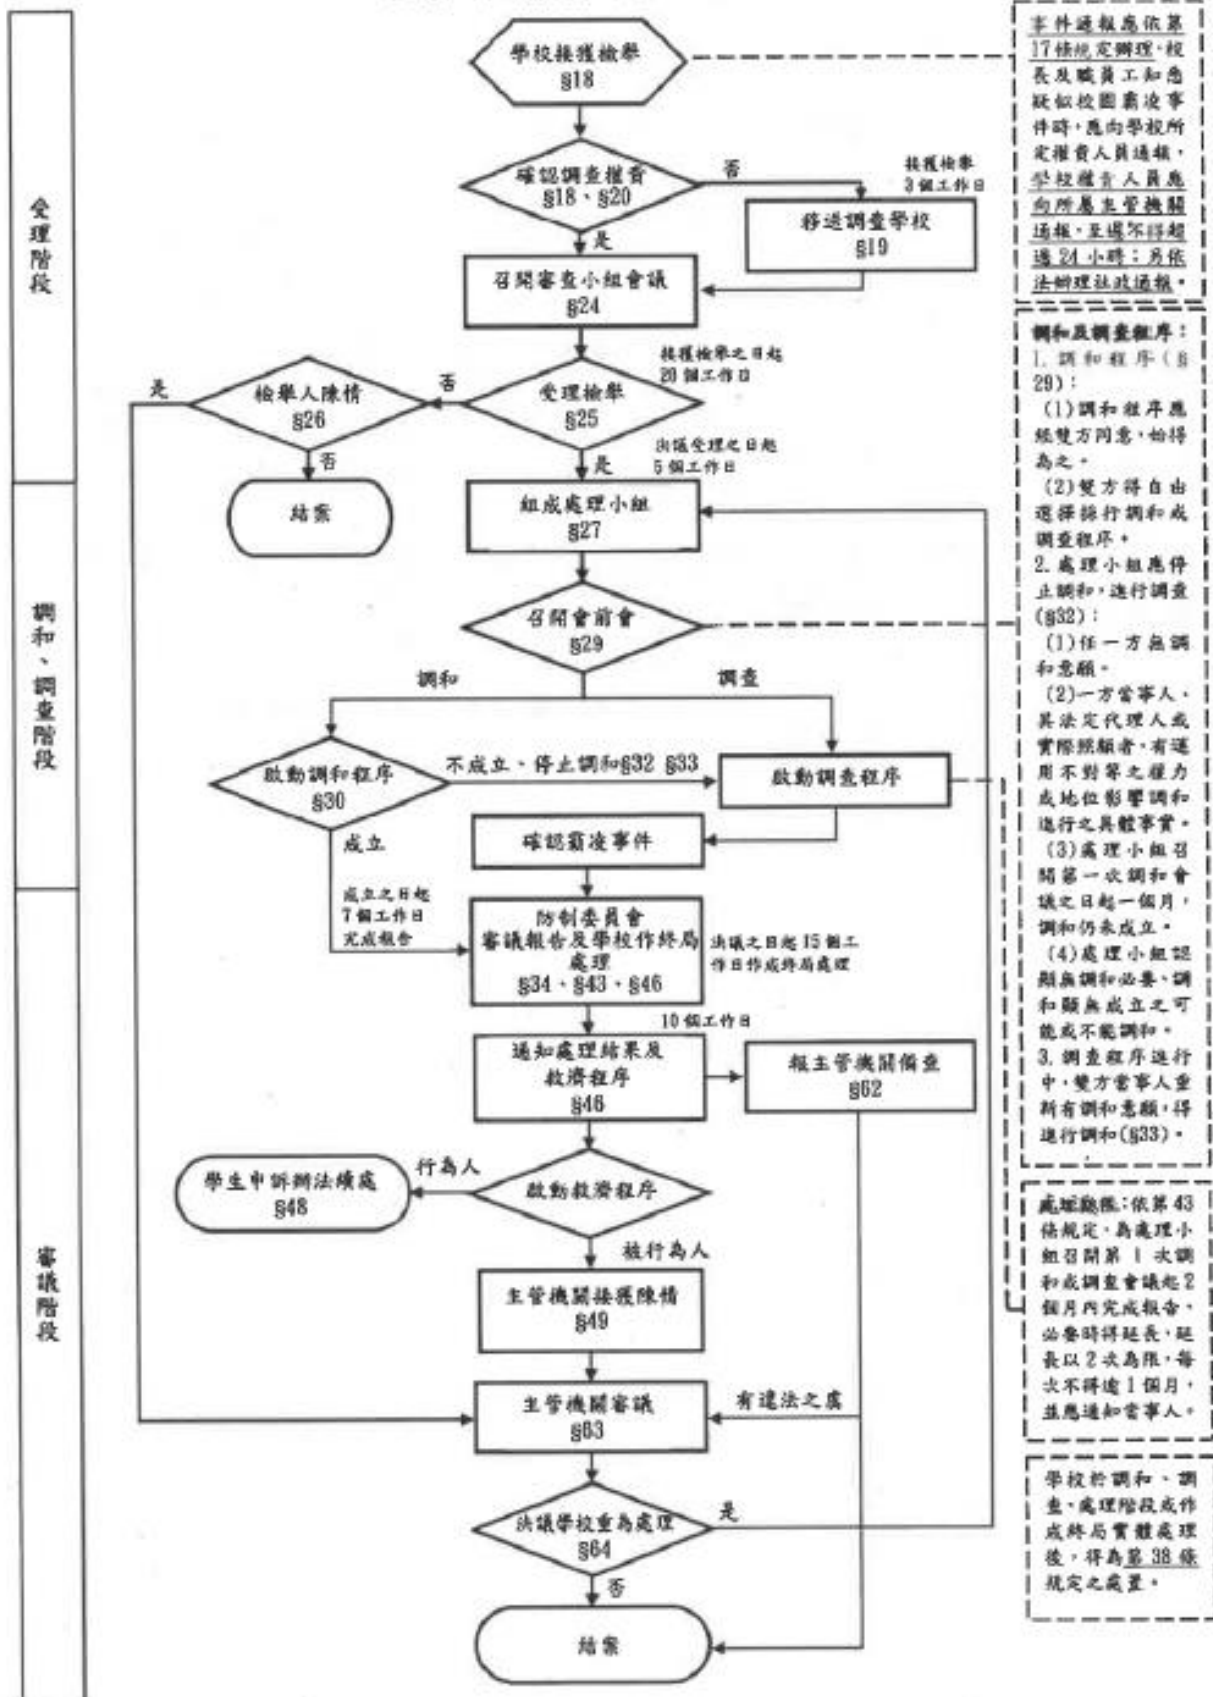 受理階段
調和、調查階段
審議階段
學校接獲檢舉
§18
確認調查權責
§18、§20
否
接獲檢舉
3個工作日
移送調查學校
§19
是
召開審查小組會議
§24
接獲檢舉之日起
20個工作日
受理檢舉
§25
否
檢舉人陳情
§26
是
否
結案
決議受理之日起
5個工作日
是
組成處理小組
§27
召開會前會
§29
調和
調查
啟動調和程序
§30
不成立、停止調和§32 §33
啟動調查程序
成立
確認霸凌事件
成立之日起
7個工作日
完成報告
防制委員會
審議報告及學校作終局
處理
§34、§43、§46
決議之日起15個工
作日作成終局處理
10個工作日
通知處理結果及
救濟程序
§46
報主管機關備查
§62
啟動救濟程序
行為人
學生申訴辦法續處
§48
被行為人
主管機關接獲陳情
§49
主管機關審議
§63
有違法之虞
決議學校重為處理
§64
是
否
結案
事件通報應依第
17條規定辦理,校
長及職員工知悉
疑似校園霸凌事
件時,應向學校所
定權責人員通報,
學校權責人員應
向所屬主管機關
通報,至遲不得超
過24小時;另依
法辦理社政通報。
調和及調查程序:
1. 調和程序(§
29):
(1)調和程序應
經雙方同意,始得
為之。
(2)雙方得自由
選擇採行調和或
調查程序。
2. 處理小組應停
止調和,進行調查
(§32):
(1)任一方無調
和意願。
(2)一方當事人、
其法定代理人或
實際照顧者,有運
用不對等之權力
或地位影響調和
進行之具體事實。
(3)處理小組召
開第一次調和會
議之日起一個月,
調和仍未成立。
(4)處理小組認
顯無調和必要、調
和顯無成立之可
能或不能調和。
3. 調查程序進行
中,雙方當事人重
新有調和意願,得
進行調和(§33)。
處理期限:依第43
條規定,為處理小
組召開第1次調
和或調查會議起2
個月內完成報告,
必要時得延長,延
長以2次為限,每
次不得逾1個月,
並應通知當事人。
學校於調和、調
查、處理階段或作
成終局實體處理
後,得為第38條
規定之處置。